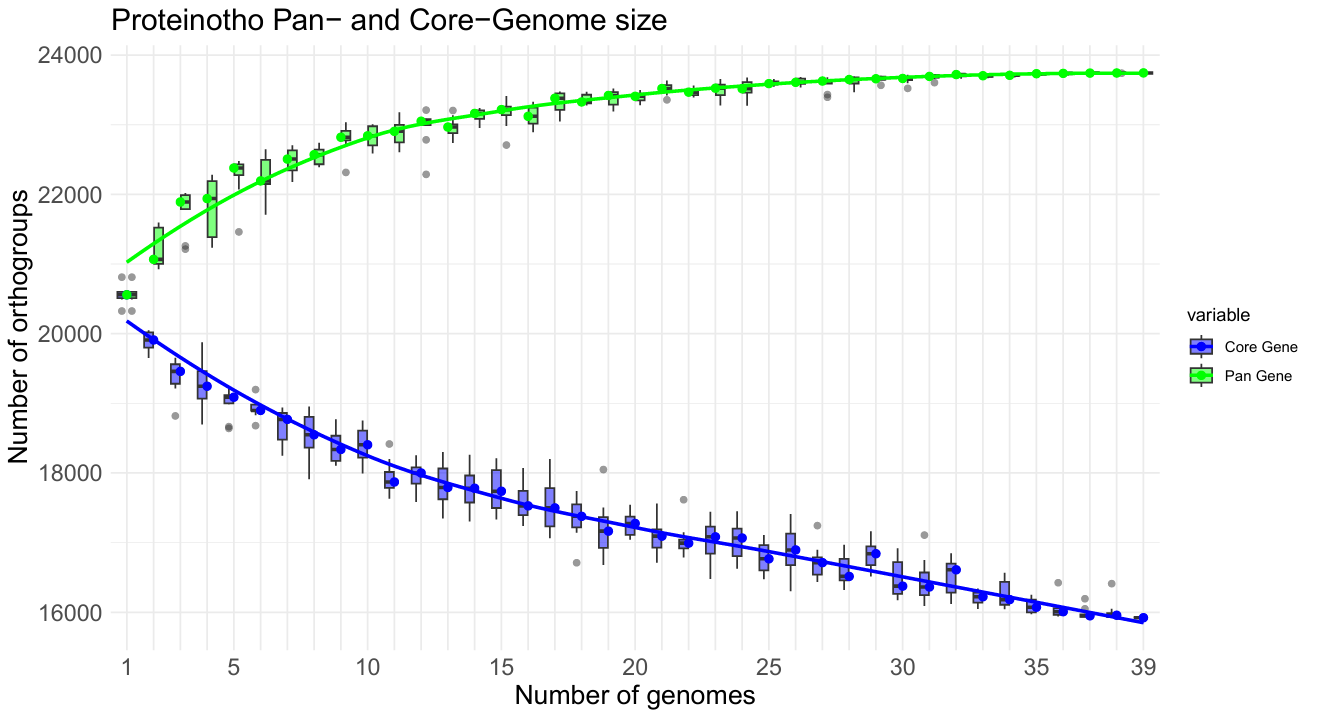 Proteinotho Pan− and Core−Genome size
24000
22000
20000
18000
16000
Number of orthogroups
1 5 10 15 20 25 30 35 39
Number of genomes
variable
Core Gene
Pan Gene